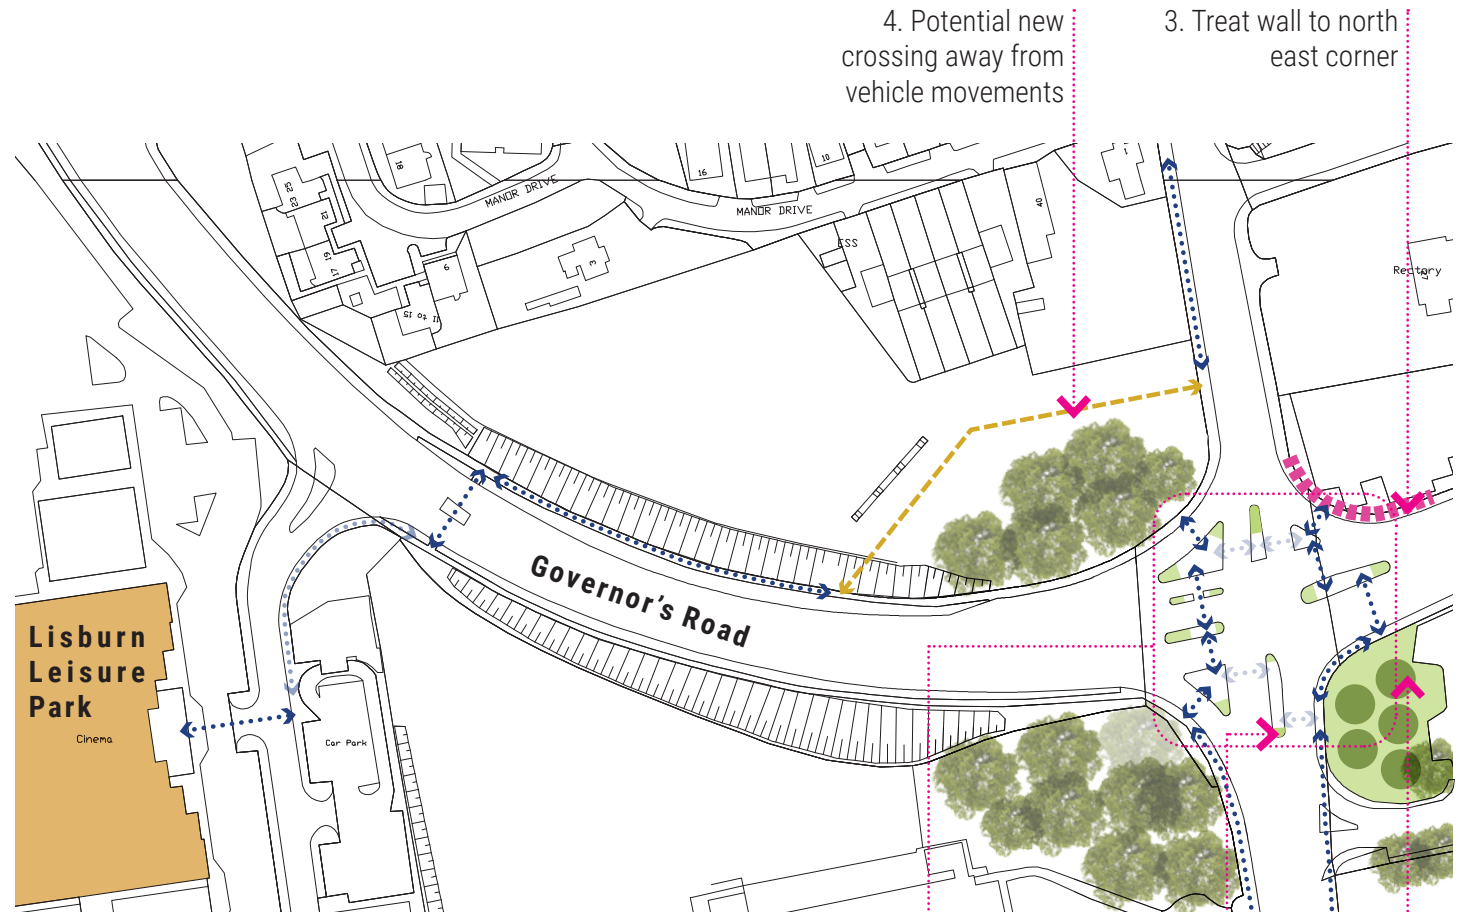 4. Potential new
crossing away from
vehicle movements
3. Treat wall to north
east corner
MANOR DRIVE
MANOR DRIVE
18
16
10
1
25
23
21
19
17
11 to 15
9
3
ESS
40
Rectory
Governor's Road
Lisburn
Leisure
Park
Cinema
Car Park